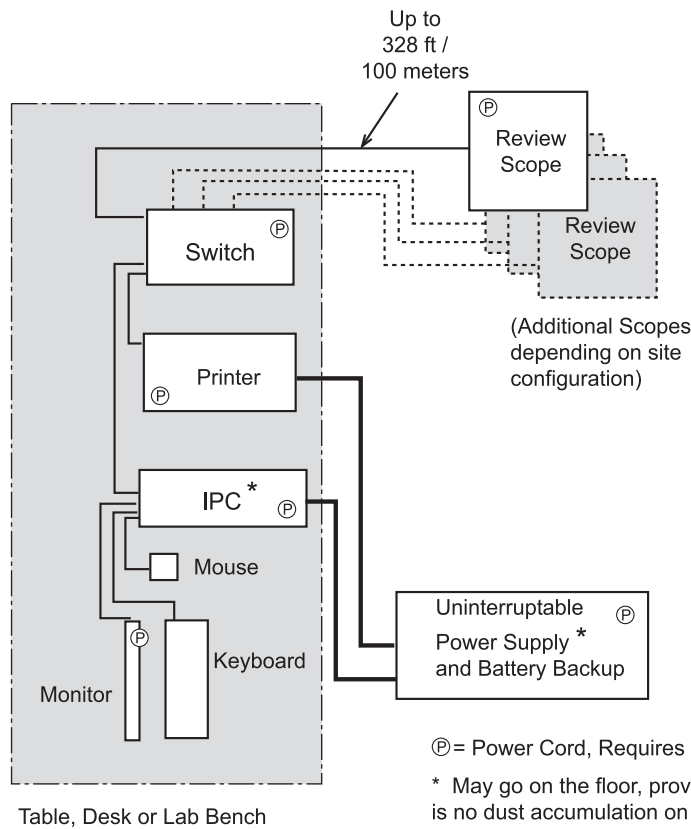 Up to
328 ft /
100 meters
Ⓟ
Review
Scope
Review
Scope
(Additional Scopes
depending on site
configuration)
Switch
Ⓟ
Printer
Ⓟ
IPC *
Ⓟ
Mouse
Keyboard
Ⓟ
Monitor
Uninterruptable
Ⓟ
Power Supply *
and Battery Backup
Ⓟ= Power Cord, Requires
* May go on the floor, prov
is no dust accumulation on
Table, Desk or Lab Bench